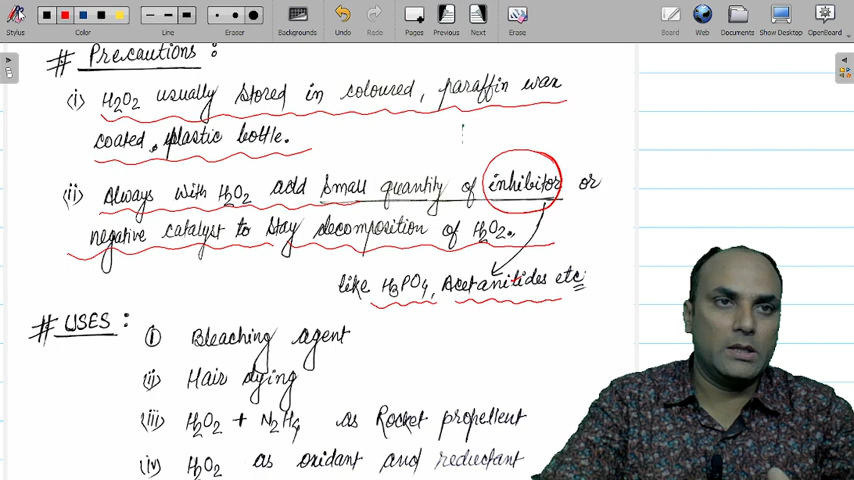 Stylus Colors Line Eraser Backgrounds Undo Redo Pages Previous Next Erase Board Web Show Desktop OpenBoard
# Precautions :
(i) H2O2 usually stored in coloured, paraffin wax
coated, plastic bottle.
(ii) Always with H2O2 add small quantity of inhibitor or
negative catalyst to stay decomposition of H2O2.
like H3PO4, Acetanilides etc
# USES :
(i) Bleaching agent
(ii) Hair dying
(iii) H2O2 + N2H4 as Rocket propellent
(iv) H2O2 as oxidant and reductant